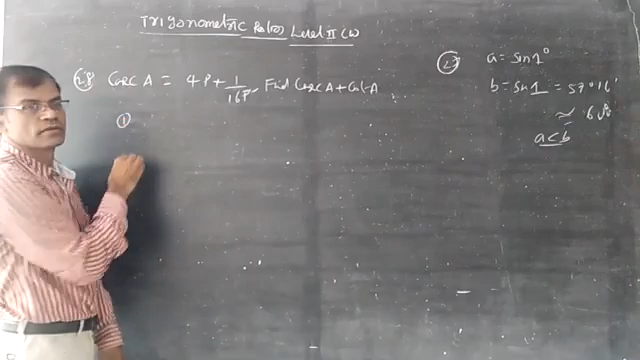 Trigonometric Ratios Level II (W)
28 Cosec A = 4P + 1/16P, Find Cosec A + Cot A
①
27 a = Sin 1°
b = Sin 1 = 57° 16'
≈ 60°
a < b